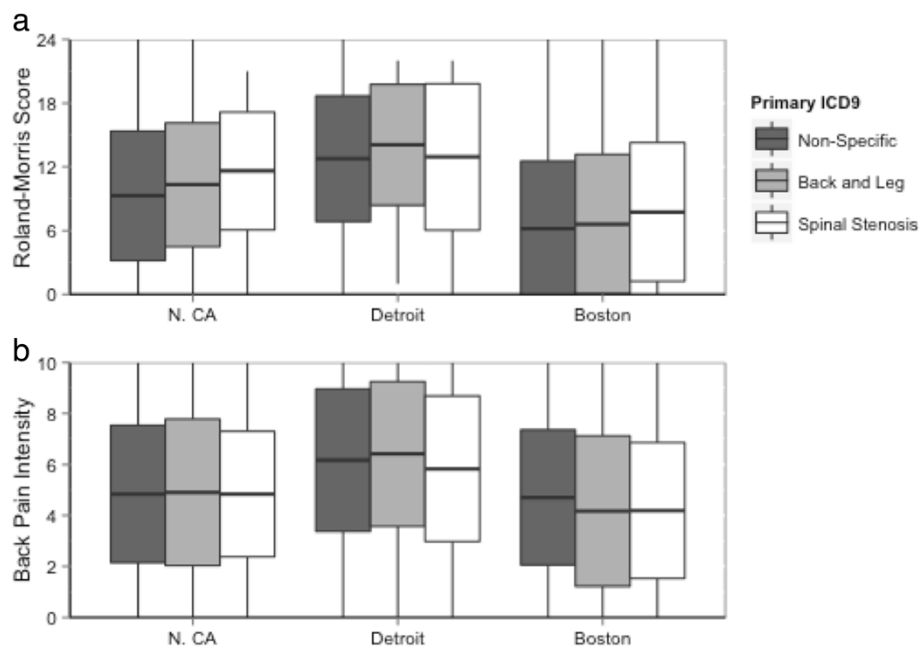 a
Roland-Morris Score
24
18
12
6
0
N. CA
Detroit
Boston
Primary ICD9
Non-Specific
Back and Leg
Spinal Stenosis
b
Back Pain Intensity
10
8
6
4
2
0
N. CA
Detroit
Boston